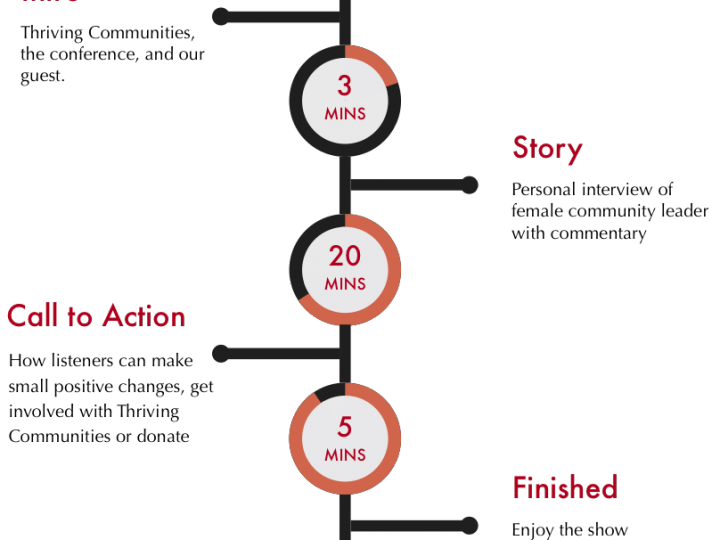 Thriving Communities,
the conference, and our
guest.
3
MINS
Story
Personal interview of
female community leader
with commentary
20
MINS
Call to Action
How listeners can make
small positive changes, get
involved with Thriving
Communities or donate
5
MINS
Finished
Enjoy the show